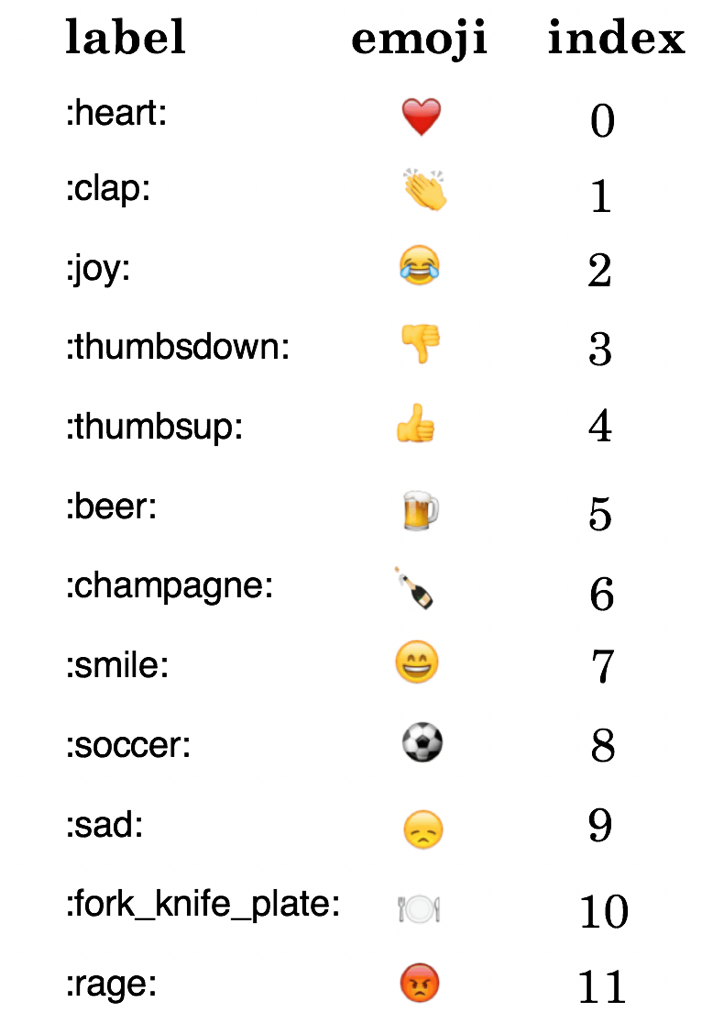 label emoji index
:heart: ❤️ 0
:clap: 👏 1
:joy: 😂 2
:thumbsdown: 👎 3
:thumbsup: 👍 4
:beer: 🍺 5
:champagne: 🍾 6
:smile: 😄 7
:soccer: ⚽ 8
:sad: 😞 9
:fork_knife_plate: 🍽️ 10
:rage: 😡 11